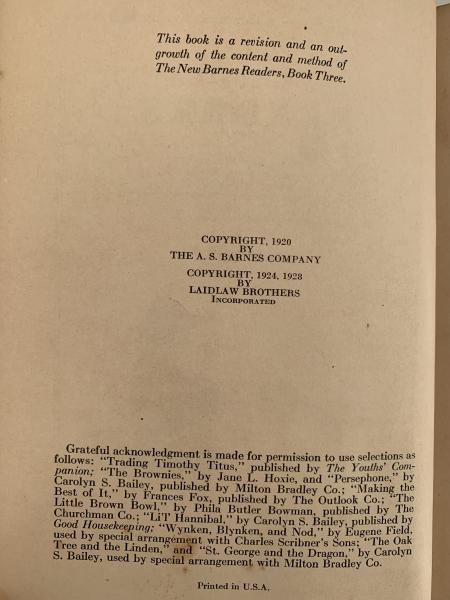 This book is a revision and an out-
growth of the content and method of
The New Barnes Readers, Book Three.
COPYRIGHT, 1920
BY
THE A. S. BARNES COMPANY
COPYRIGHT, 1924, 1928
BY
LAIDLAW BROTHERS
INCORPORATED
Grateful acknowledgment is made for permission to use selections as
follows: "Trading Timothy Titus," published by The Youths' Com-
panion; "The Brownies," by Jane L. Hoxie, and "Persephone," by
Carolyn S. Bailey, published by Milton Bradley Co.; "Making the
Best of It," by Frances Fox, published by The Outlook Co.; "The
Little Brown Bowl," by Phila Butler Bowman, published by The
Churchman Co.; "Li'l' Hannibal," by Carolyn S. Bailey, published by
Good Housekeeping; "Wynken, Blynken, and Nod," by Eugene Field,
used by special arrangement with Charles Scribner's Sons; "The Oak
Tree and the Linden," and "St. George and the Dragon," by Carolyn
S. Bailey, used by special arrangement with Milton Bradley Co.
Printed in U.S.A.